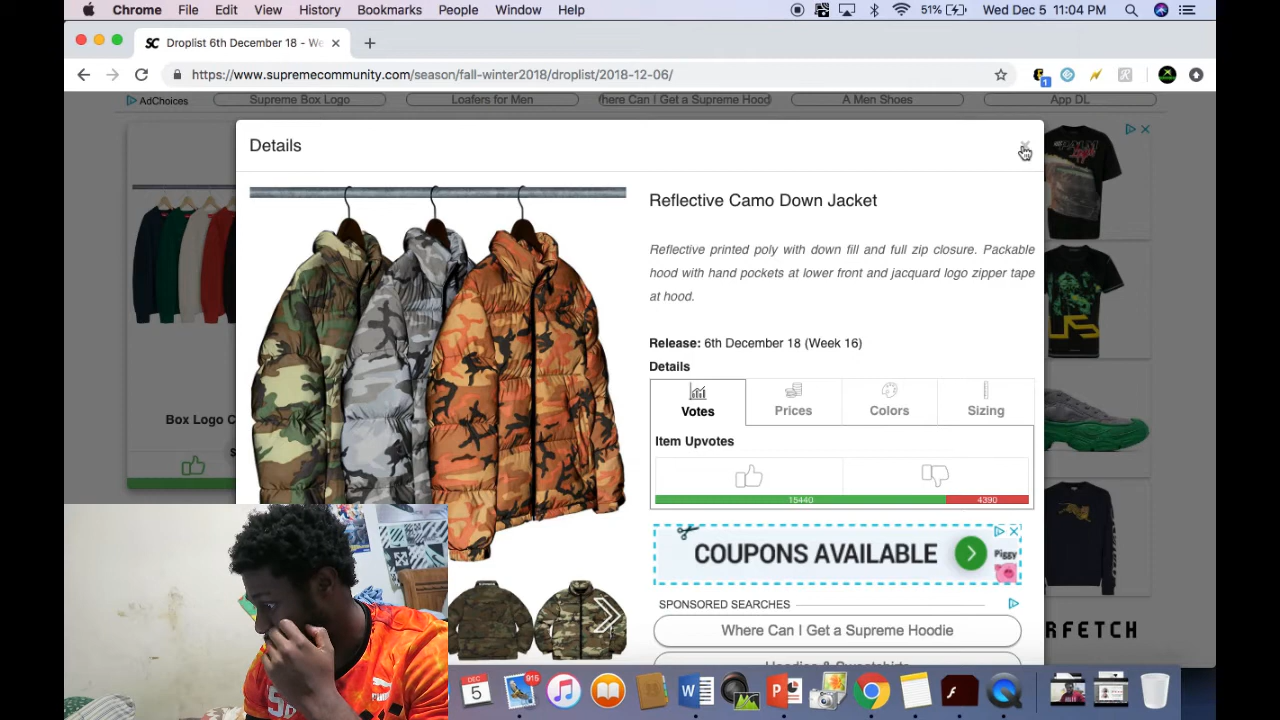 Chrome File Edit View History Bookmarks People Window Help 51% Wed Dec 5 11:04 PM
SC Droplist 6th December 18 - We
https://www.supremecommunity.com/season/fall-winter2018/droplist/2018-12-06/
1
AdChoices Supreme Box Logo Loafers for Men here Can I Get a Supreme Hood A Men Shoes App DL
Details
Reflective Camo Down Jacket
Reflective printed poly with down fill and full zip closure. Packable
hood with hand pockets at lower front and jacquard logo zipper tape
at hood.
Release: 6th December 18 (Week 16)
Details
Votes Prices Colors Sizing
Box Logo C
Item Upvotes
15440 4390
COUPONS AVAILABLE Piggy
SPONSORED SEARCHES
Where Can I Get a Supreme Hoodie
RFETCH
DEC
5
915